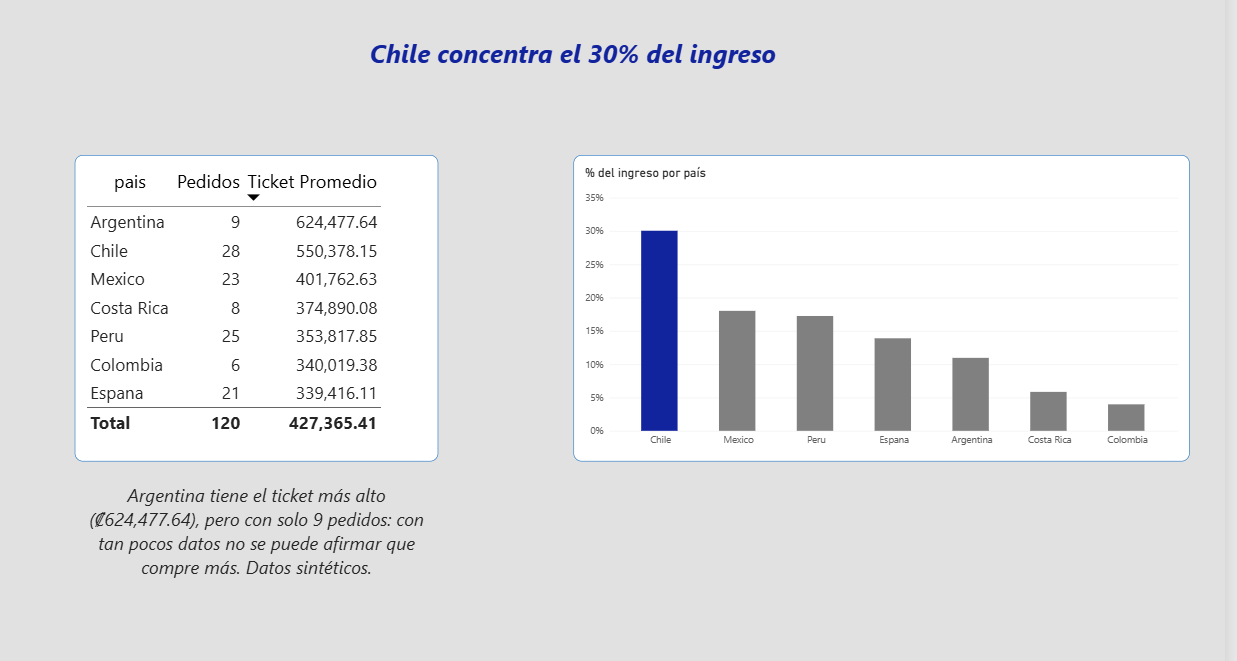 Chile concentra el 30% del ingreso
pais Pedidos Ticket Promedio
Argentina 9 624,477.64
Chile 28 550,378.15
Mexico 23 401,762.63
Costa Rica 8 374,890.08
Peru 25 353,817.85
Colombia 6 340,019.38
Espana 21 339,416.11
Total 120 427,365.41
Argentina tiene el ticket más alto
(₡624,477.64), pero con solo 9 pedidos: con
tan pocos datos no se puede afirmar que
compre más. Datos sintéticos.
% del ingreso por país
35%
30%
25%
20%
15%
10%
5%
0%
Chile Mexico Peru Espana Argentina Costa Rica Colombia